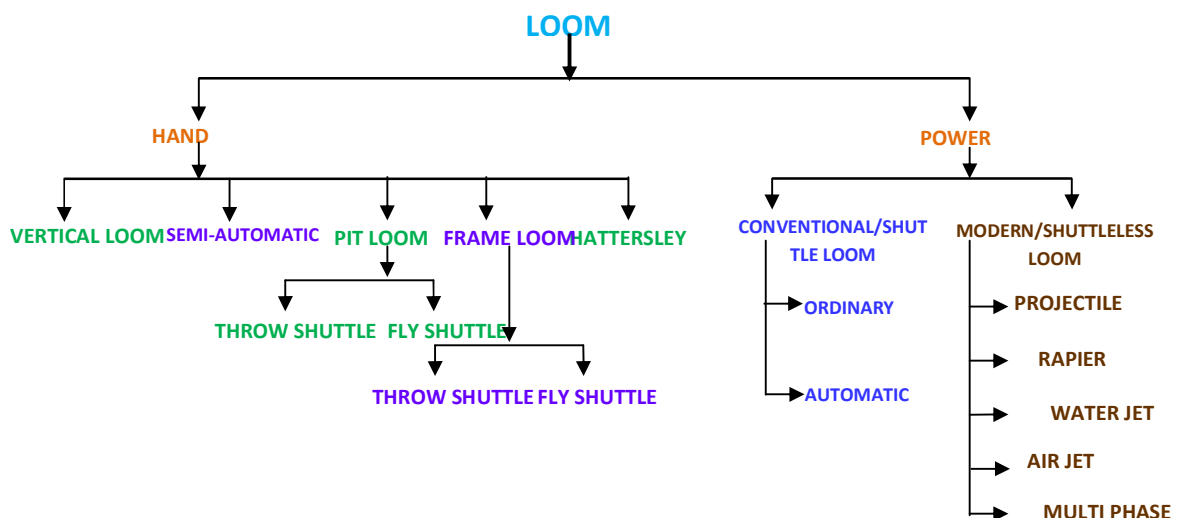 LOOM
HAND
POWER
VERTICAL LOOM
SEMI-AUTOMATIC
PIT LOOM
FRAME LOOM
HATTERSLEY
CONVENTIONAL/SHUT
TLE LOOM
MODERN/SHUTTLELESS
LOOM
THROW SHUTTLE
FLY SHUTTLE
THROW SHUTTLE
FLY SHUTTLE
ORDINARY
AUTOMATIC
PROJECTILE
RAPIER
WATER JET
AIR JET
MULTI PHASE